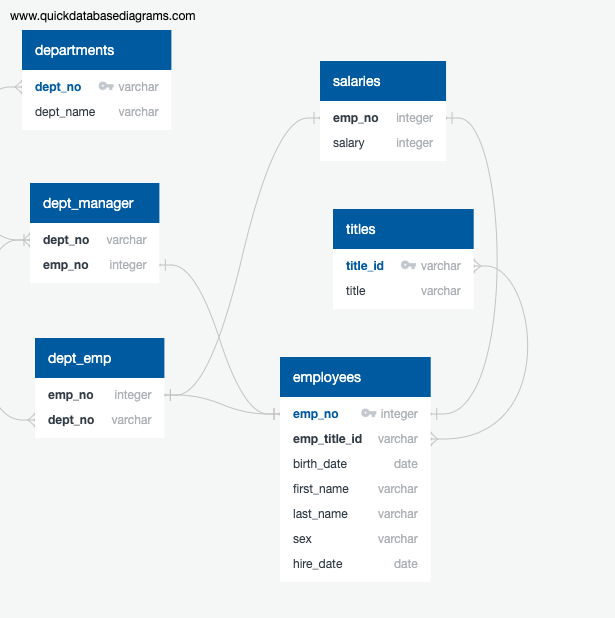 www.quickdatabasediagrams.com
departments
dept_no varchar
dept_name varchar
salaries
emp_no integer
salary integer
dept_manager
dept_no varchar
emp_no integer
titles
title_id varchar
title varchar
dept_emp
emp_no integer
dept_no varchar
employees
emp_no integer
emp_title_id varchar
birth_date date
first_name varchar
last_name varchar
sex varchar
hire_date date